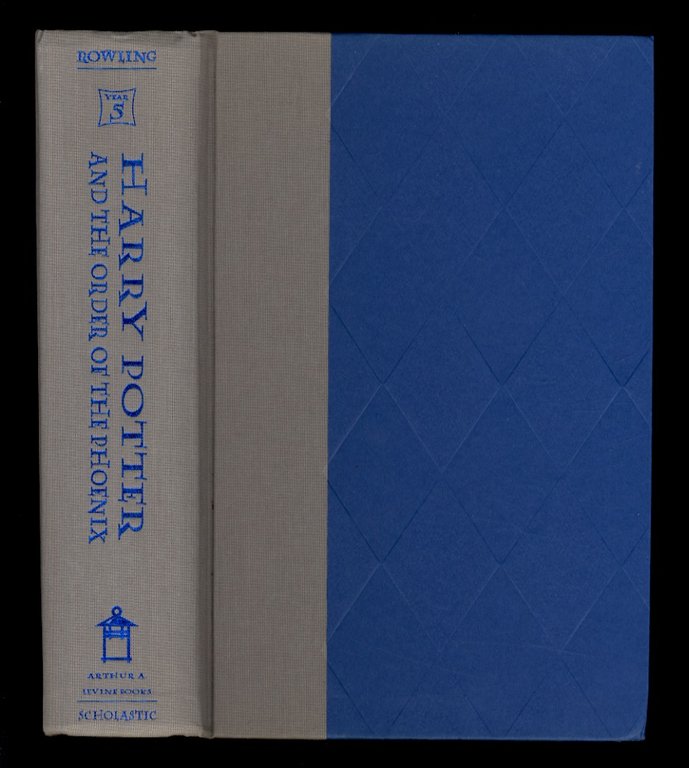 ROWLING
YEAR
5
HARRY POTTER
AND THE ORDER OF THE PHOENIX
ARTHUR A.
LEVINE BOOKS
SCHOLASTIC